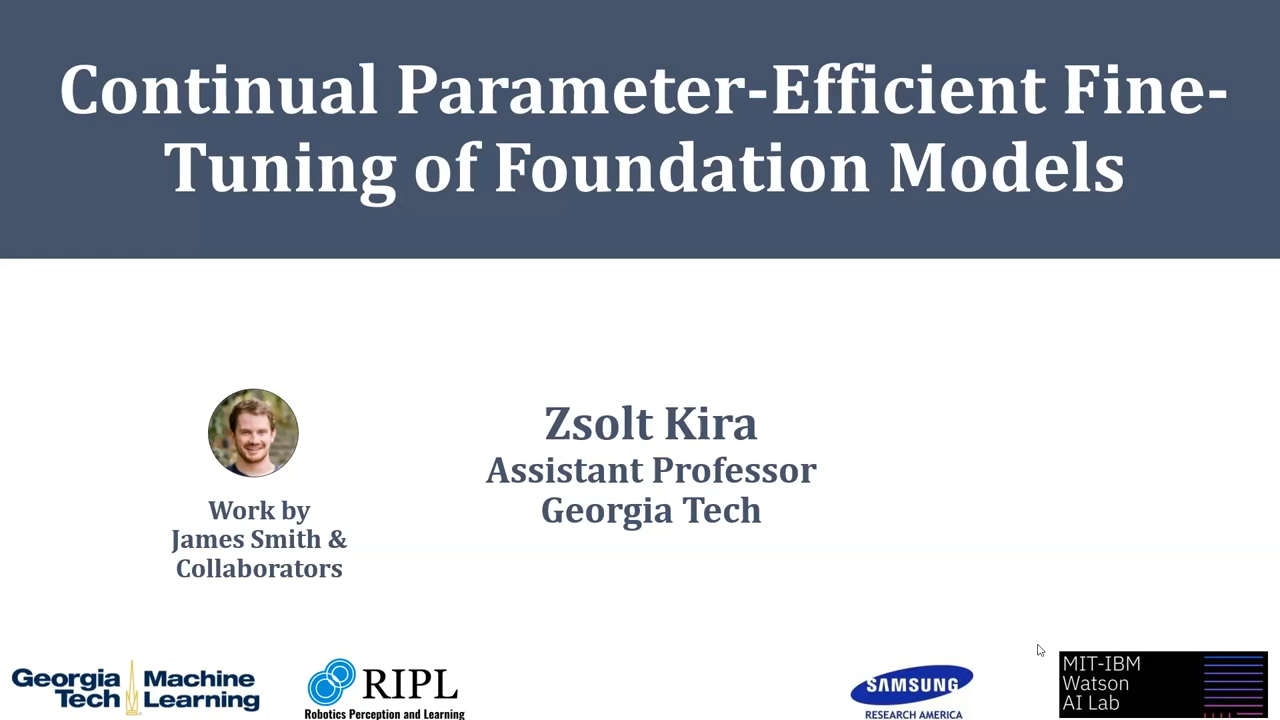 Continual Parameter-Efficient Fine-
Tuning of Foundation Models
Zsolt Kira
Assistant Professor
Georgia Tech
Work by
James Smith &
Collaborators
Georgia
Tech
Machine
Learning
RIPL
Robotics Perception and Learning
SAMSUNG
RESEARCH AMERICA
MIT-IBM
Watson
AI Lab